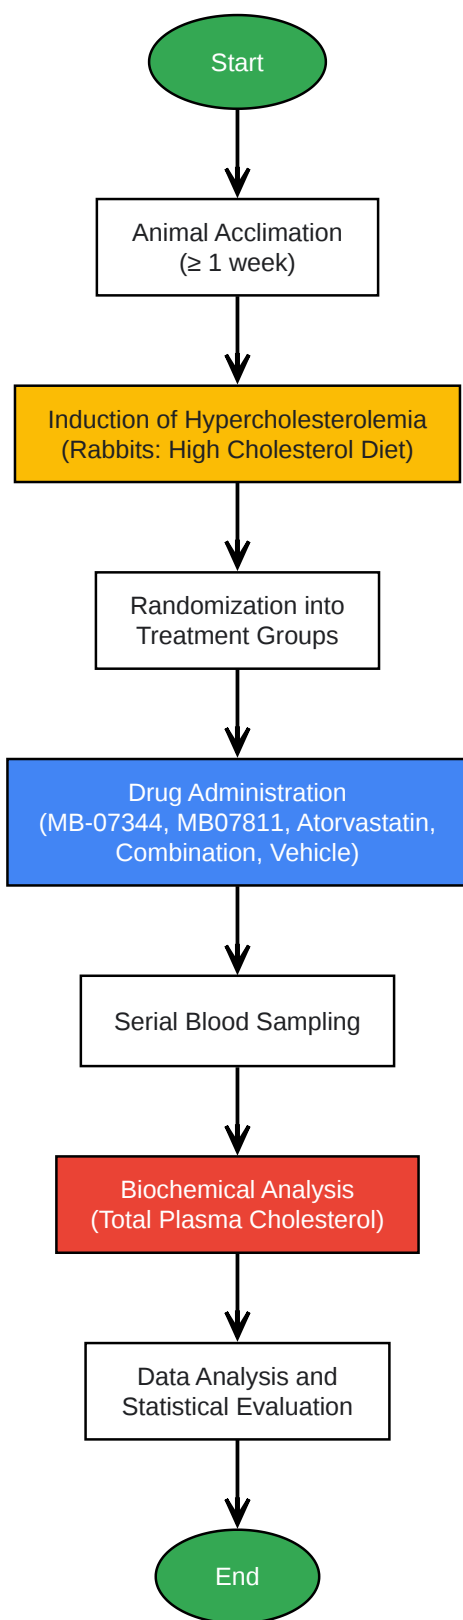 Start
Animal Acclimation
(≥ 1 week)
Induction of Hypercholesterolemia
(Rabbits: High Cholesterol Diet)
Randomization into
Treatment Groups
Drug Administration
(MB-07344, MB07811, Atorvastatin,
Combination, Vehicle)
Serial Blood Sampling
Biochemical Analysis
(Total Plasma Cholesterol)
Data Analysis and
Statistical Evaluation
End